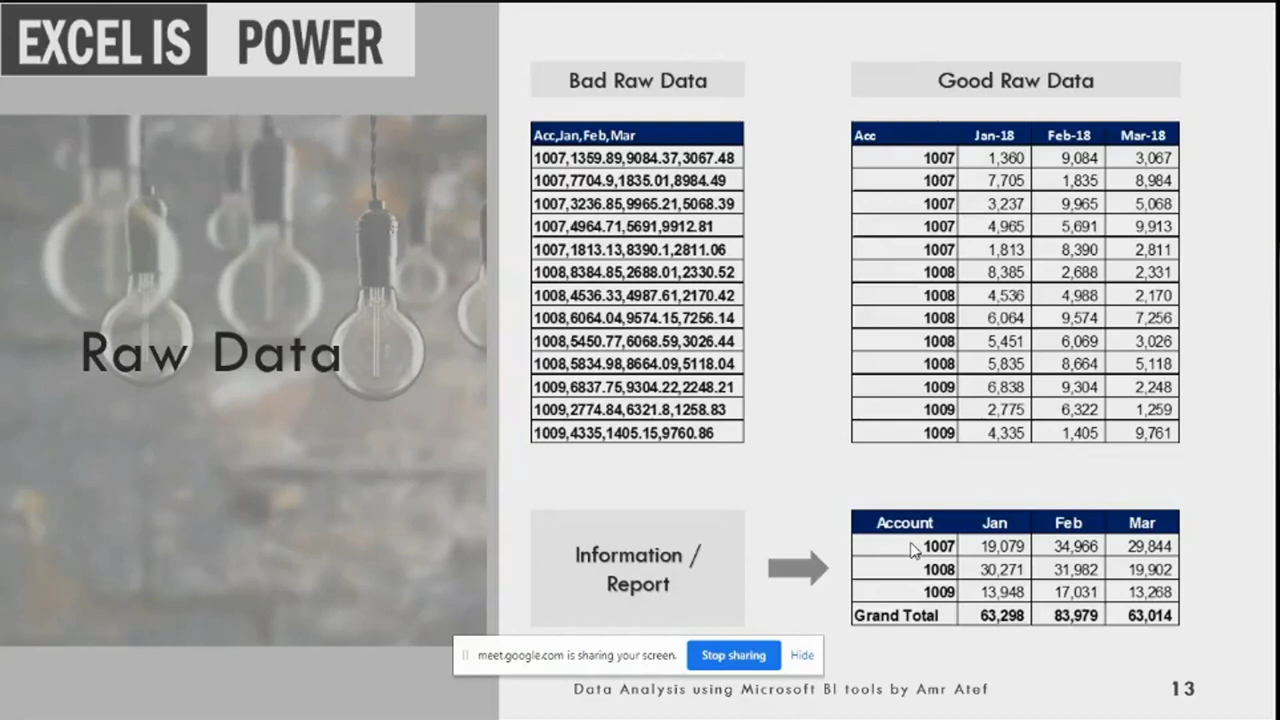 EXCEL IS POWER
Raw Data
Bad Raw Data
Acc,Jan,Feb,Mar
1007,1359.89,9084.37,3067.48
1007,7704.9,1835.01,8984.49
1007,3236.85,9965.21,5068.39
1007,4964.71,5691,9912.81
1007,1813.13,8390.1,2811.06
1008,8384.85,2688.01,2330.52
1008,4536.33,4987.61,2170.42
1008,6064.04,9574.15,7256.14
1008,5450.77,6068.59,3026.44
1008,5834.98,8664.09,5118.04
1009,6837.75,9304.22,2248.21
1009,2774.84,6321.8,1258.83
1009,4335,1405.15,9760.86
Good Raw Data
Acc Jan-18 Feb-18 Mar-18
1007 1,360 9,084 3,067
1007 7,705 1,835 8,984
1007 3,237 9,965 5,068
1007 4,965 5,691 9,913
1007 1,813 8,390 2,811
1008 8,385 2,688 2,331
1008 4,536 4,988 2,170
1008 6,064 9,574 7,256
1008 5,451 6,069 3,026
1008 5,835 8,664 5,118
1009 6,838 9,304 2,248
1009 2,775 6,322 1,259
1009 4,335 1,405 9,761
Information /
Report
Account Jan Feb Mar
1007 19,079 34,966 29,844
1008 30,271 31,982 19,902
1009 13,948 17,031 13,268
Grand Total 63,298 83,979 63,014
meet.google.com is sharing your screen. Stop sharing Hide
Data Analysis using Microsoft BI tools by Amr Atef 13